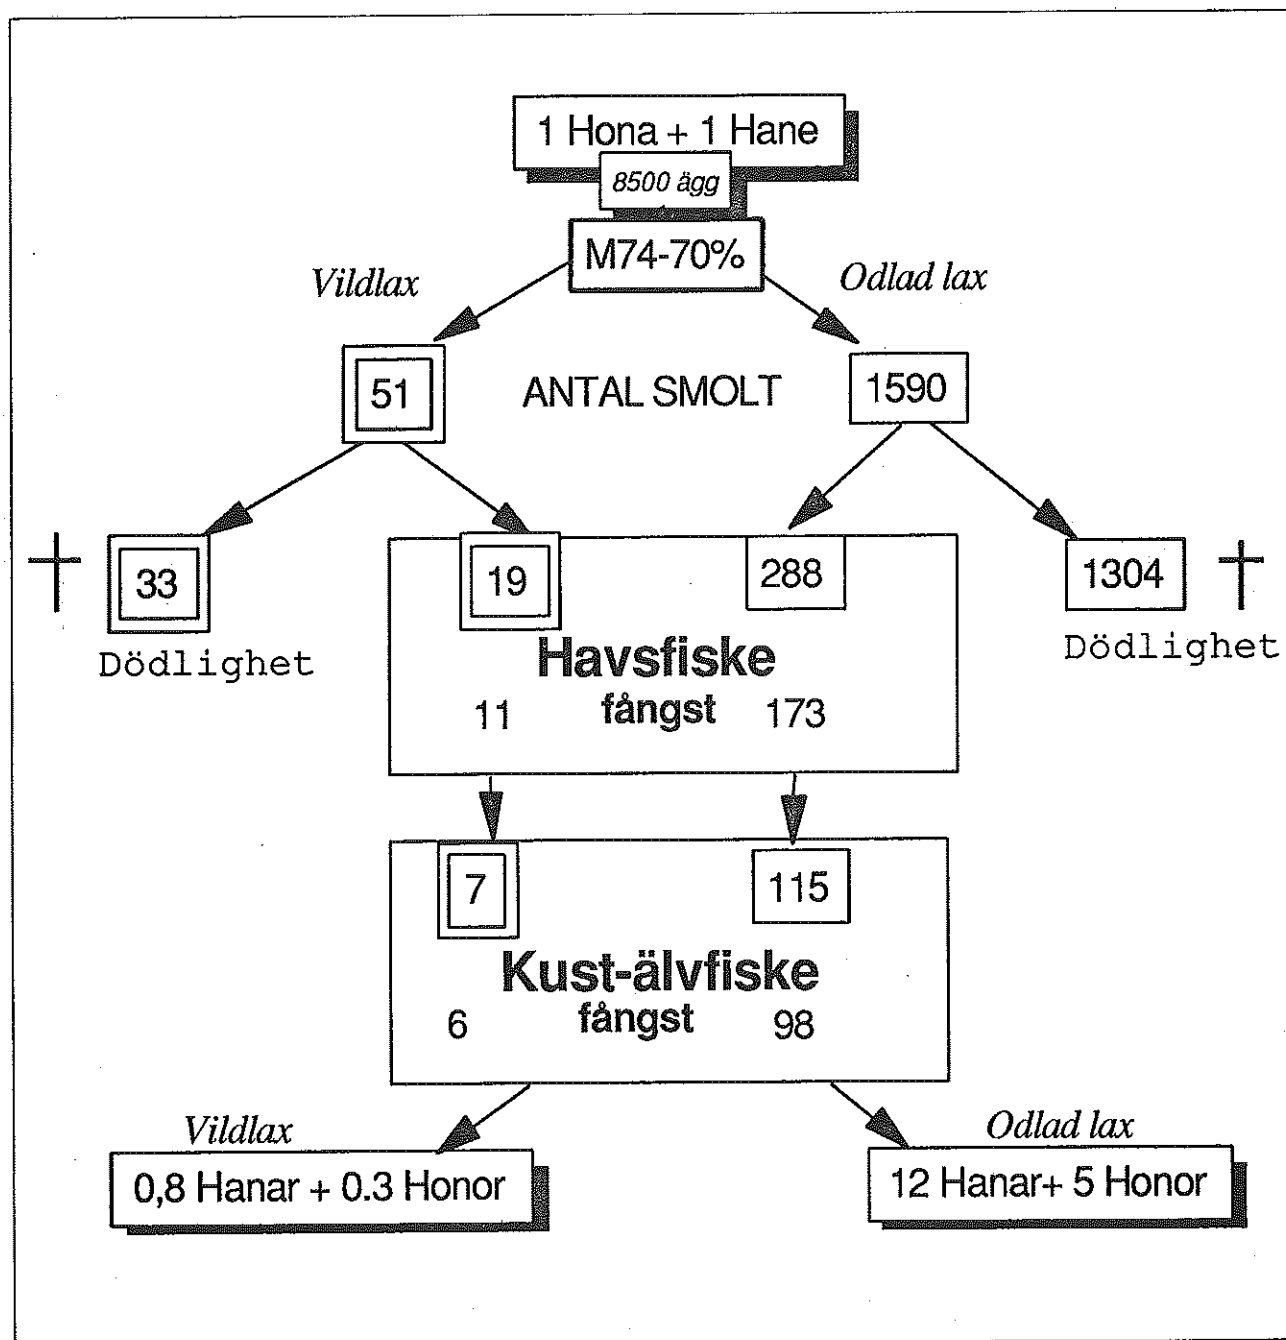 1 Hona + 1 Hane
8500 ägg
M74-70%
Vildlax
Odlad lax
51
ANTAL SMOLT
1590
33
19
288
1304
Dödlighet
Dödlighet
Havsfiske
11
fångst
173
7
115
Kust-älvfiske
6
fångst
98
Vildlax
Odlad lax
0,8 Hanar + 0.3 Honor
12 Hanar+ 5 Honor